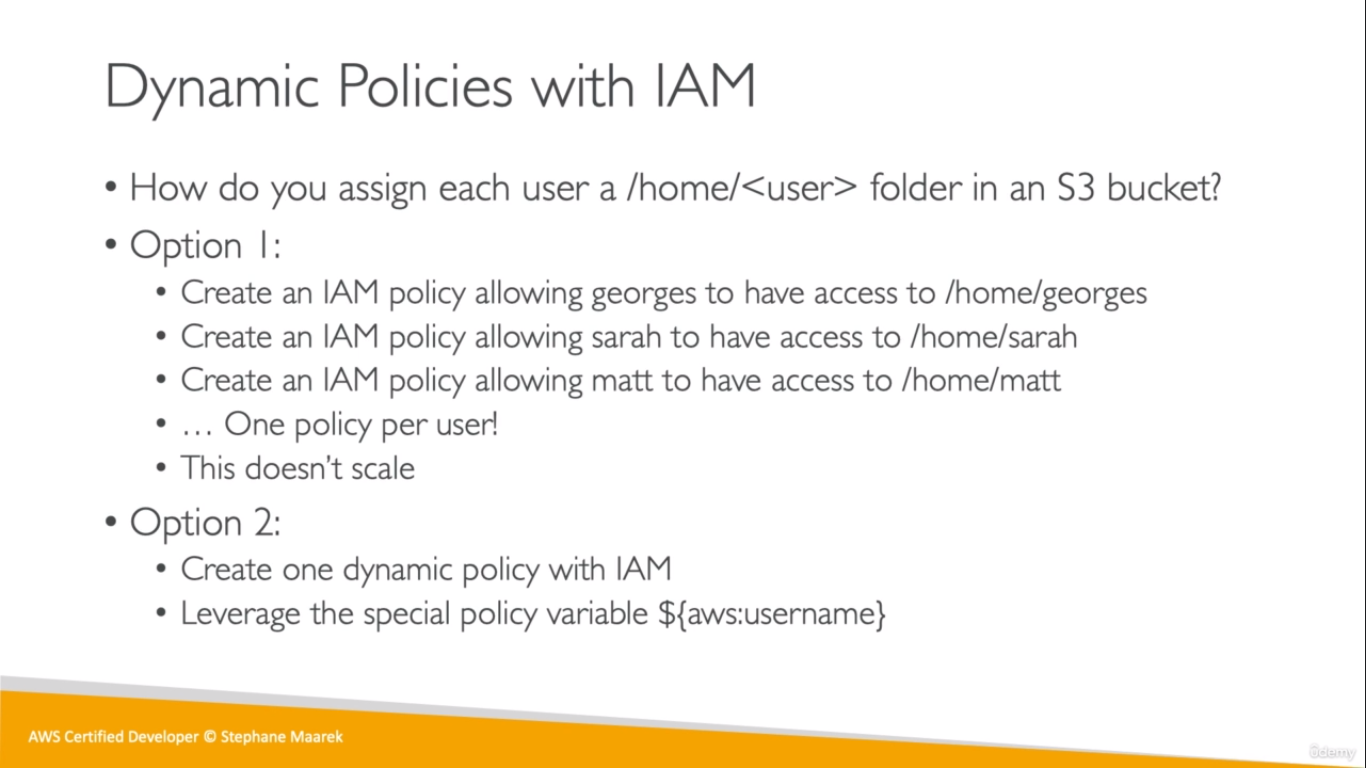 Dynamic Policies with IAM
• How do you assign each user a /home/<user> folder in an S3 bucket?
• Option 1:
• Create an IAM policy allowing georges to have access to /home/georges
• Create an IAM policy allowing sarah to have access to /home/sarah
• Create an IAM policy allowing matt to have access to /home/matt
• … One policy per user!
• This doesn’t scale
• Option 2:
• Create one dynamic policy with IAM
• Leverage the special policy variable ${aws:username}
AWS Certified Developer © Stephane Maarek
ûdemy